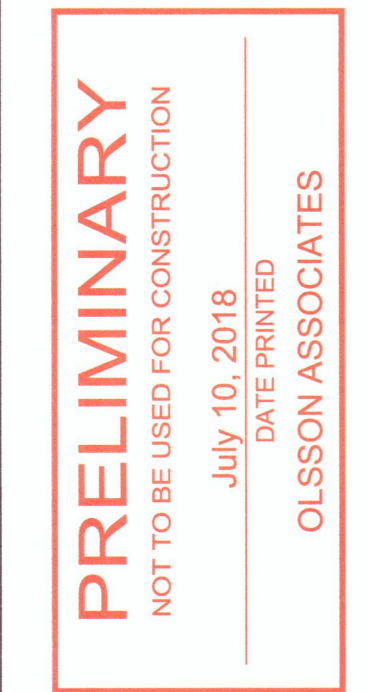 PRELIMINARY
NOT TO BE USED FOR CONSTRUCTION
July 10, 2018
DATE PRINTED
OLSSON ASSOCIATES